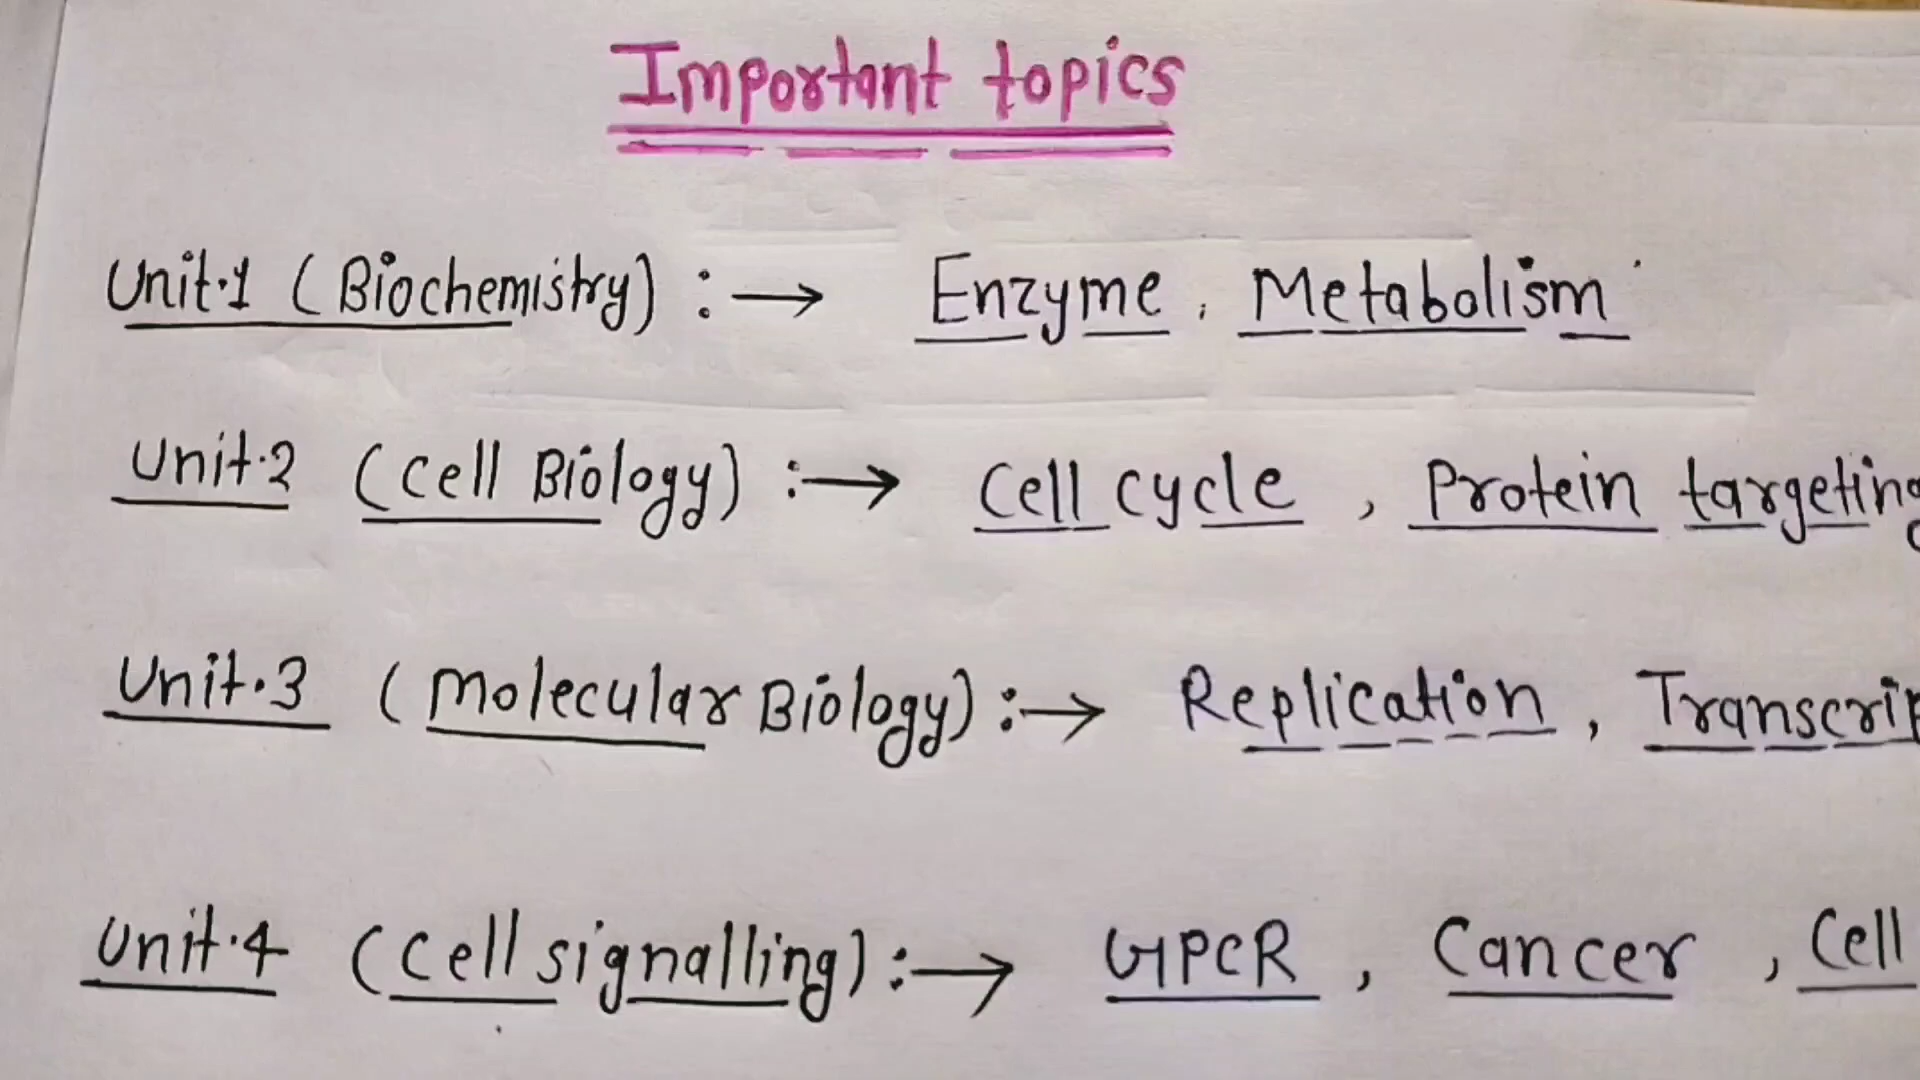 Important topics
Unit.1 (Biochemistry) :→ Enzyme, Metabolism
Unit.2 (Cell Biology) :→ Cell cycle, Protein targeting
Unit.3 (Molecular Biology) :→ Replication, Transcrip
Unit.4 (Cell signalling) :→ GPCR, Cancer, Cell